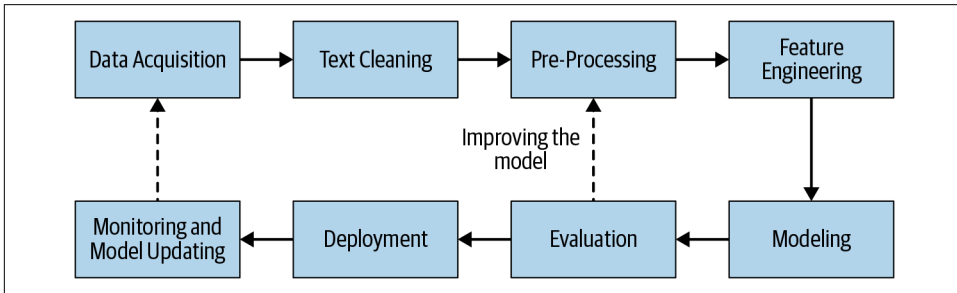 Data Acquisition
Text Cleaning
Pre-Processing
Feature
Engineering
Improving the
model
Monitoring and
Model Updating
Deployment
Evaluation
Modeling